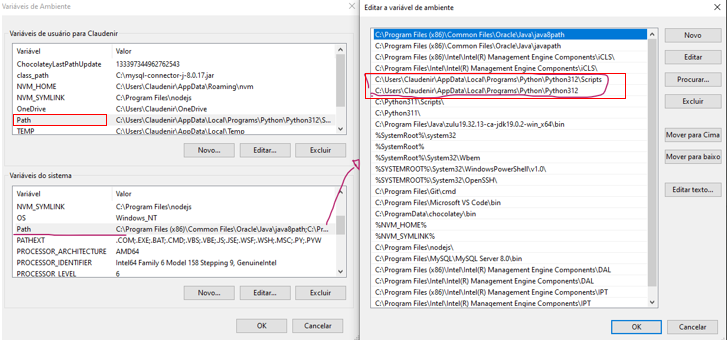 Variáveis de Ambiente
Variáveis de usuário para Claudenir
Variável Valor
ChocolateyLastPathUpdate 133397344962762543
class_path C:\mysql-connector-j-8.0.17.jar
NVM_HOME C:\Users\Claudenir\AppData\Roaming\nvm
NVM_SYMLINK C:\Program Files\nodejs
OneDrive C:\Users\Claudenir\OneDrive
Path C:\Users\Claudenir\AppData\Local\Programs\Python\Python312\S...
TEMP C:\Users\Claudenir\AppData\Local\Temp
Novo... Editar... Excluir
Variáveis do sistema
Variável Valor
NVM_SYMLINK C:\Program Files\nodejs
OS Windows_NT
Path C:\Program Files (x86)\Common Files\Oracle\Java\java8path;C:\Pr...
PATHEXT .COM;.EXE;.BAT;.CMD;.VBS;.VBE;.JS;.JSE;.WSF;.WSH;.MSC;.PY;.PYW
PROCESSOR_ARCHITECTURE AMD64
PROCESSOR_IDENTIFIER Intel64 Family 6 Model 158 Stepping 9, GenuineIntel
PROCESSOR_LEVEL 6
Novo... Editar... Excluir
OK Cancelar
Editar a variável de ambiente
C:\Program Files (x86)\Common Files\Oracle\Java\java8path
C:\Program Files (x86)\Common Files\Oracle\Java\javapath
C:\Program Files (x86)\Intel\Intel(R) Management Engine Components\iCLS\
C:\Program Files\Intel\Intel(R) Management Engine Components\iCLS\
C:\Users\Claudenir\AppData\Local\Programs\Python\Python312\Scripts
C:\Users\Claudenir\AppData\Local\Programs\Python\Python312
C:\Python311\Scripts\
C:\Python311\
C:\Program Files\Java\zulu19.32.13-ca-jdk19.0.2-win_x64\bin
%SystemRoot%\system32
%SystemRoot%
%SystemRoot%\System32\Wbem
%SYSTEMROOT%\System32\WindowsPowerShell\v1.0\
%SYSTEMROOT%\System32\OpenSSH\
C:\Program Files\Git\cmd
C:\Program Files\Microsoft VS Code\bin
C:\ProgramData\chocolatey\bin
%NVM_HOME%
%NVM_SYMLINK%
C:\Program Files\nodejs\
C:\Program Files\MySQL\MySQL Server 8.0\bin
C:\Program Files (x86)\Intel\Intel(R) Management Engine Components\DAL
C:\Program Files\Intel\Intel(R) Management Engine Components\DAL
C:\Program Files (x86)\Intel\Intel(R) Management Engine Components\IPT
C:\Program Files\Intel\Intel(R) Management Engine Components\IPT
Novo
Editar
Procurar...
Excluir
Mover para Cima
Mover para baixo
Editar texto...
OK Cancelar